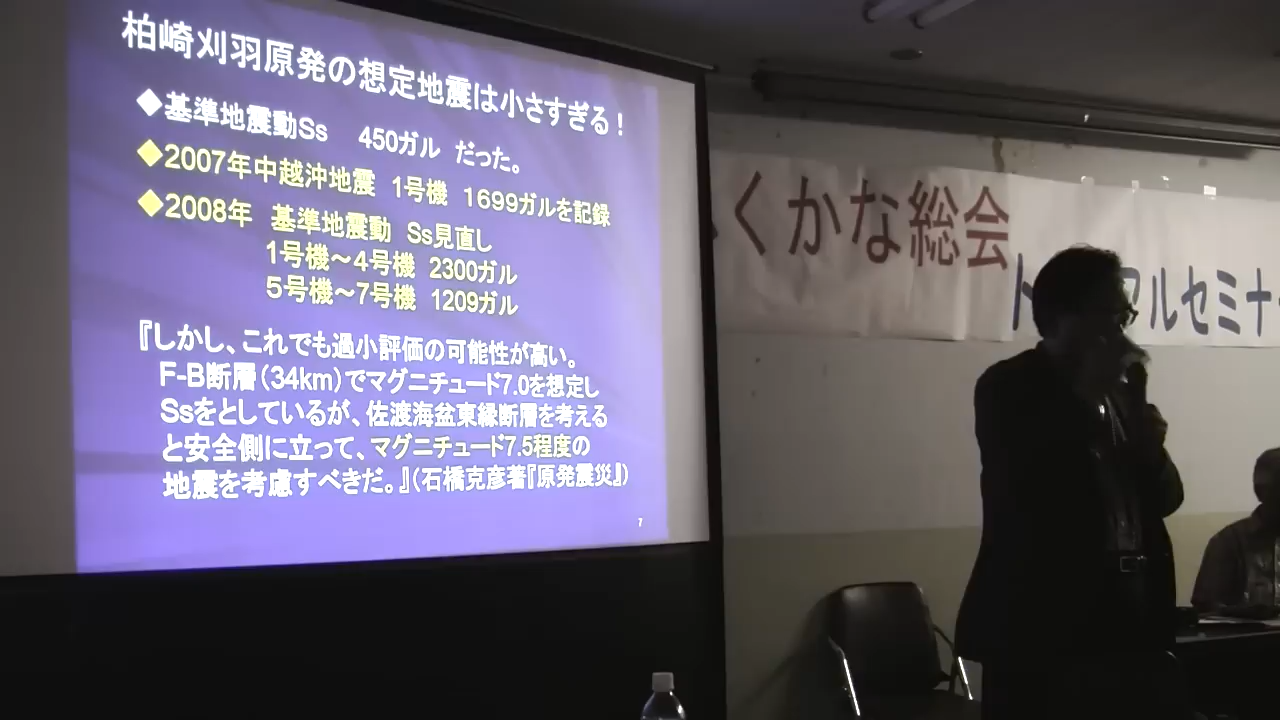 柏崎刈羽原発の想定地震は小さすぎる!
◆基準地震動Ss 450ガル だった。
◆2007年中越沖地震 1号機 1699ガルを記録
◆2008年 基準地震動 Ss見直し
1号機~4号機 2300ガル
5号機~7号機 1209ガル
『しかし、これでも過小評価の可能性が高い。
F-B断層(34km)でマグニチュード7.0を想定し
Ssをとしているが、佐渡海盆東縁断層を考える
と安全側に立って、マグニチュード7.5程度の
地震を考慮すべきだ。』(石橋克彦著『原発震災』)
7
くかな総会
ト
アルセミナ